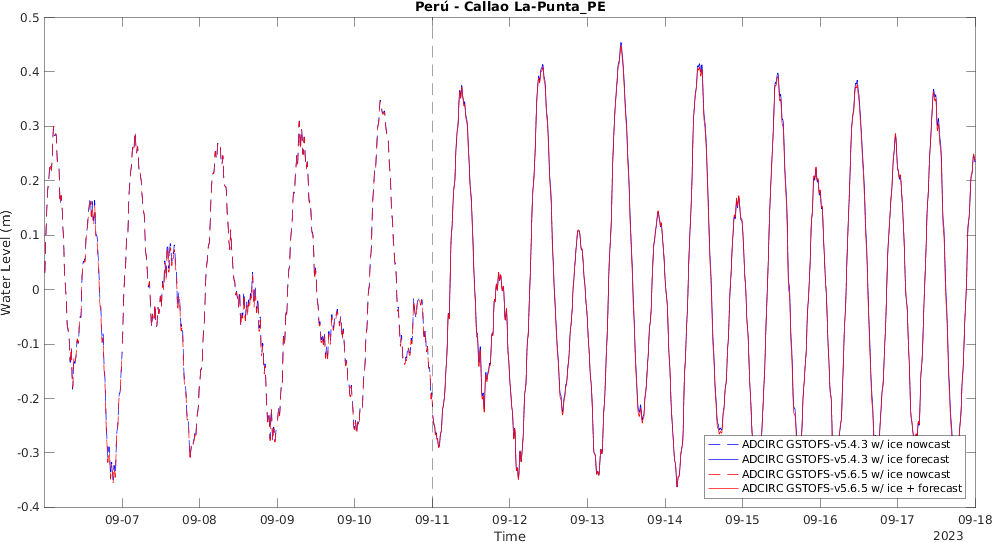 Perú - Callao La-Punta_PE
Water Level (m)
0.5
0.4
0.3
0.2
0.1
0
-0.1
-0.2
-0.3
-0.4
ADCIRC GSTOFS-v5.4.3 w/ ice nowcast
ADCIRC GSTOFS-v5.4.3 w/ ice forecast
ADCIRC GSTOFS-v5.6.5 w/ ice nowcast
ADCIRC GSTOFS-v5.6.5 w/ ice + forecast
09-07 09-08 09-09 09-10 09-11 09-12 09-13 09-14 09-15 09-16 09-17 09-18
Time
2023